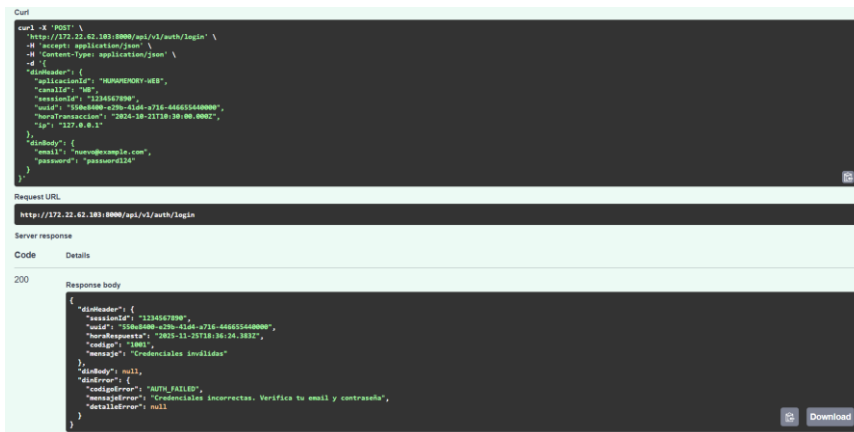 Curl
curl -X 'POST' \
'http://172.22.62.103:8000/api/v1/auth/login' \
-H 'accept: application/json' \
-H 'Content-Type: application/json' \
-d '{
"dinHeader": {
"aplicacionId": "HUMAMEMORY-WEB",
"canalId": "WB",
"sessionId": "1234567890",
"uuid": "550e8400-e29b-41d4-a716-446655440000",
"horaTransaccion": "2024-10-21T10:30:00.000Z",
"ip": "127.0.0.1"
},
"dinBody": {
"email": "nuevo@example.com",
"password": "password124"
}
}'
Request URL
http://172.22.62.103:8000/api/v1/auth/login
Server response
Code Details
200
Response body
{
"dinHeader": {
"sessionId": "1234567890",
"uuid": "550e8400-e29b-41d4-a716-446655440000",
"horaRespuesta": "2025-11-25T18:36:24.383Z",
"codigo": "1001",
"mensaje": "Credenciales inválidas"
},
"dinBody": null,
"dinError": {
"codigoError": "AUTH_FAILED",
"mensajeError": "Credenciales incorrectas. Verifica tu email y contraseña",
"detalleError": null
}
}
Download